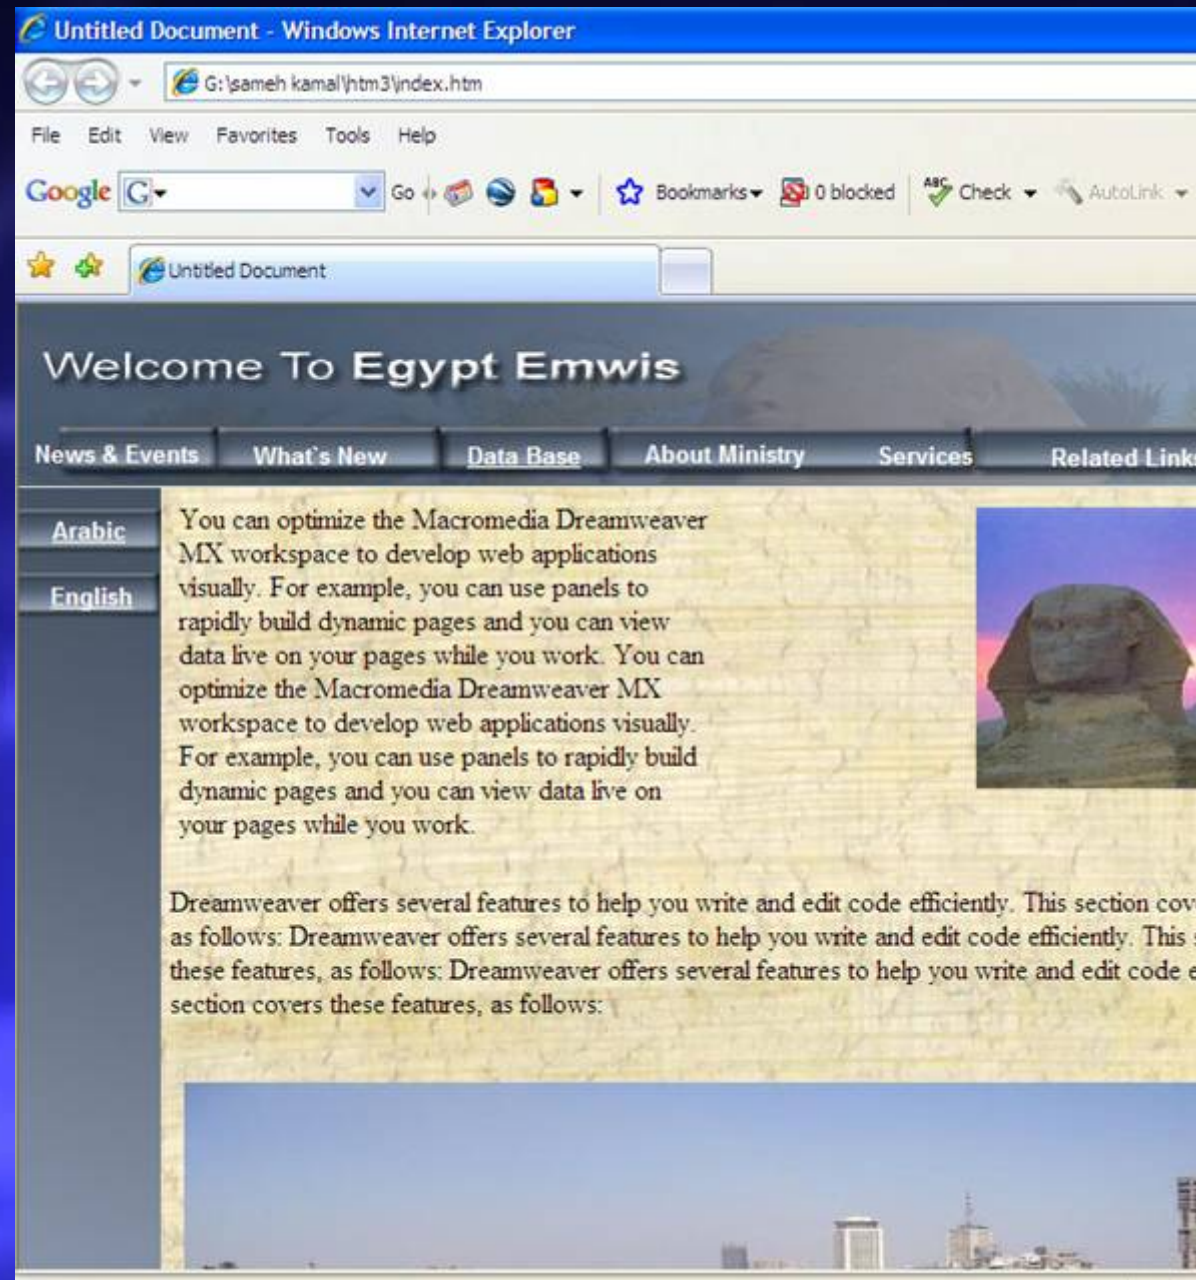 Untitled Document - Windows Internet Explorer
G:\sameh kamal\htm3\index.htm
File Edit View Favorites Tools Help
Google G Go Bookmarks 0 blocked ABC Check AutoLink
Untitled Document
Welcome To Egypt Emwis
News & Events What`s New Data Base About Ministry Services Related Links
Arabic
English
You can optimize the Macromedia Dreamweaver
MX workspace to develop web applications
visually. For example, you can use panels to
rapidly build dynamic pages and you can view
data live on your pages while you work. You can
optimize the Macromedia Dreamweaver MX
workspace to develop web applications visually.
For example, you can use panels to rapidly build
dynamic pages and you can view data live on
your pages while you work.
Dreamweaver offers several features to help you write and edit code efficiently. This section cov
as follows: Dreamweaver offers several features to help you write and edit code efficiently. This
these features, as follows: Dreamweaver offers several features to help you write and edit code
section covers these features, as follows: